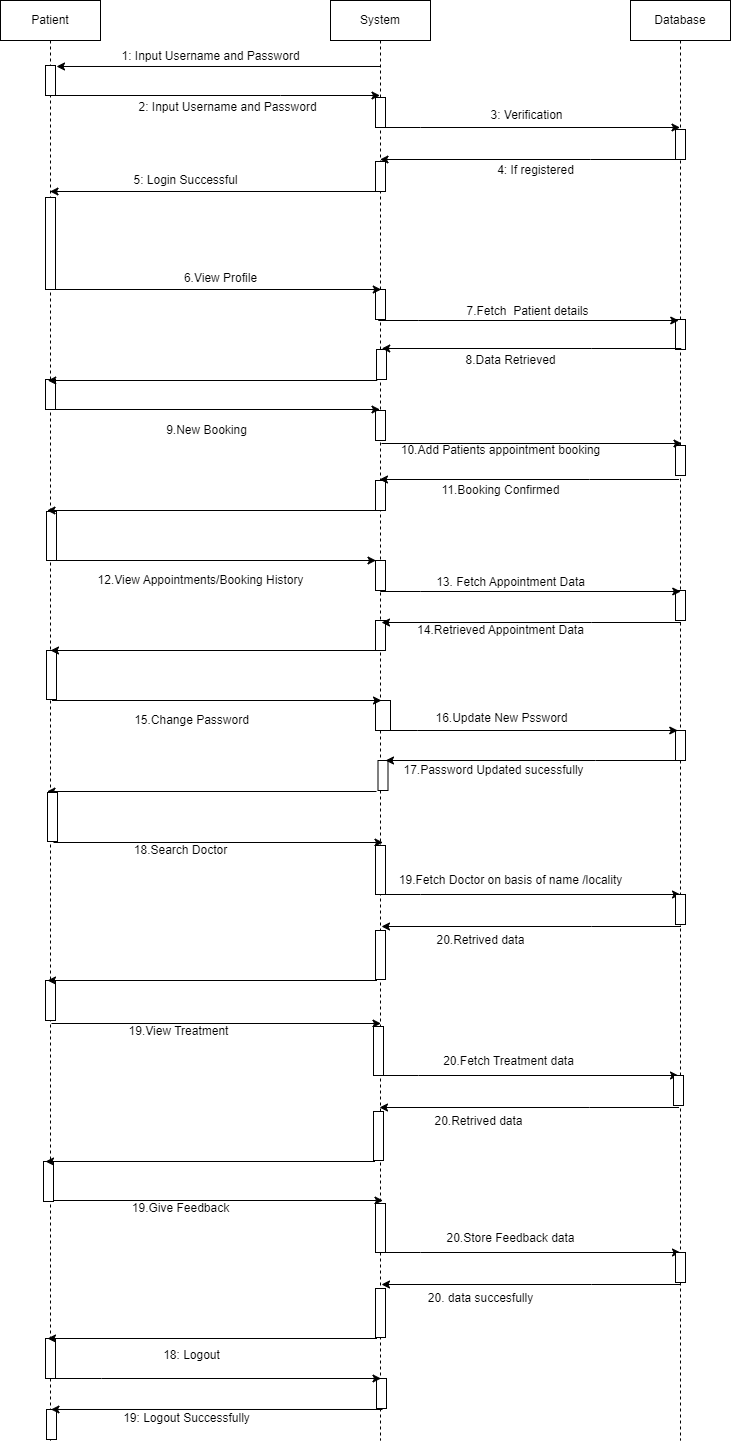 Patient
System
Database
1: Input Username and Password
2: Input Username and Password
3: Verification
4: If registered
5: Login Successful
6.View Profile
7.Fetch  Patient details
8.Data Retrieved
9.New Booking
10.Add Patients appointment booking
11.Booking Confirmed
12.View Appointments/Booking History
13. Fetch Appointment Data
14.Retrieved Appointment Data
15.Change Password
16.Update New Pssword
17.Password Updated sucessfully
18.Search Doctor
19.Fetch Doctor on basis of name /locality
20.Retrived data
19.View Treatment
20.Fetch Treatment data
20.Retrived data
19.Give Feedback
20.Store Feedback data
20. data succesfully
18: Logout
19: Logout Successfully